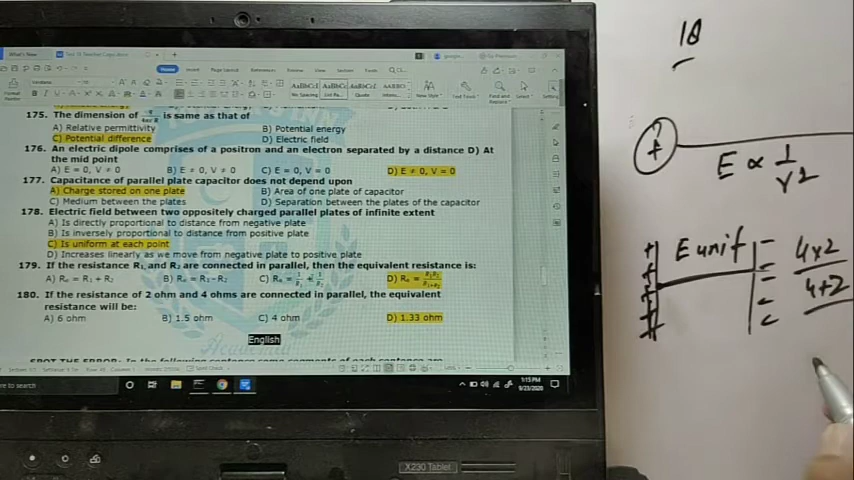 175. The dimension of q/4πε°R is same as that of
A) Relative permittivity B) Potential energy
C) Potential difference D) Electric field
176. An electric dipole comprises of a positron and an electron separated by a distance D) At
the mid point
A) E = 0, V ≠ 0 B) E ≠ 0, V ≠ 0 C) E = 0, V = 0 D) E ≠ 0, V = 0
177. Capacitance of parallel plate capacitor does not depend upon
A) Charge stored on one plate B) Area of one plate of capacitor
C) Medium between the plates D) Separation between the plates of the capacitor
178. Electric field between two oppositely charged parallel plates of infinite extent
A) Is directly proportional to distance from negative plate
B) Is inversely proportional to distance from positive plate
C) Is uniform at each point
D) Increases linearly as we move from negative plate to positive plate
179. If the resistance R₁ and R₂ are connected in parallel, then the equivalent resistance is:
A) Rₑ = R₁ + R₂ B) Rₑ = R₁ - R₂ C) Rₑ = 1/R₁ + 1/R₂ D) Rₑ = R₁R₂/R₁+R₂
180. If the resistance of 2 ohm and 4 ohms are connected in parallel, the equivalent
resistance will be:
A) 6 ohm B) 1.5 ohm C) 4 ohm D) 1.33 ohm
English
Academia
1:15 PM
9/23/2020
X230 Tablet
18
+
E ∝ 1/r2
E unif
4x2
4+2